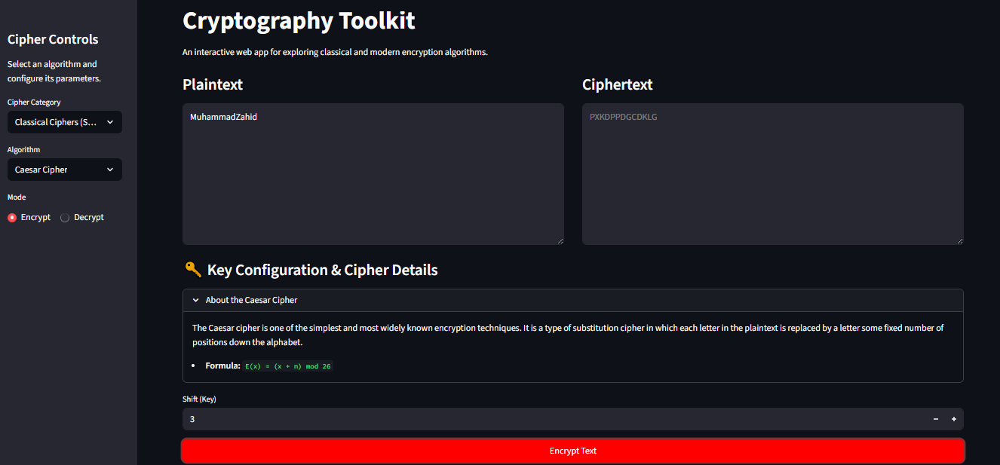 Cipher Controls
Select an algorithm and
configure its parameters.
Cipher Category
Classical Ciphers (S...
Algorithm
Caesar Cipher
Mode
Encrypt
Decrypt
Cryptography Toolkit
An interactive web app for exploring classical and modern encryption algorithms.
Plaintext
MuhammadZahid
Ciphertext
PXKDPPDGCDKLG
Key Configuration & Cipher Details
About the Caesar Cipher
The Caesar cipher is one of the simplest and most widely known encryption techniques. It is a type of substitution cipher in which each letter in the plaintext is replaced by a letter some fixed number of
positions down the alphabet.
• Formula: E(x) = (x + n) mod 26
Shift (Key)
3
Encrypt Text